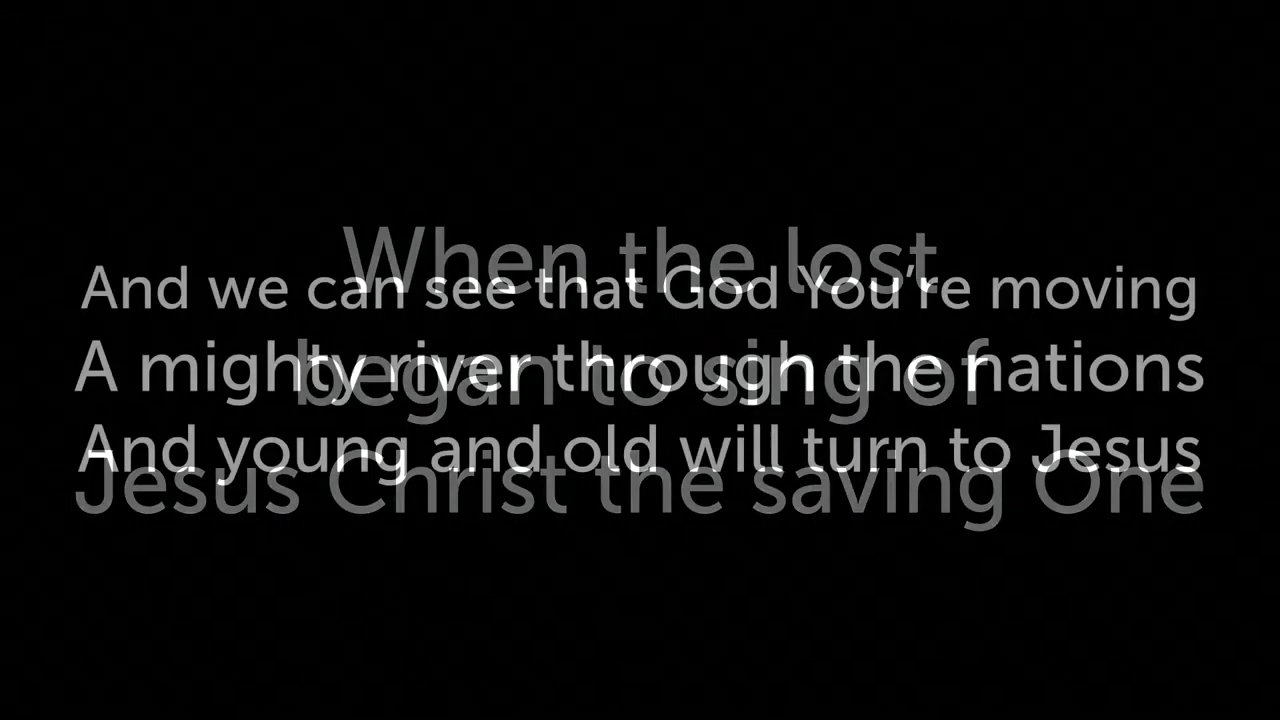 When the lost
And we can see that God You're moving
began to sing of
A mighty river through the nations
And young and old will turn to Jesus
Jesus Christ the saving One